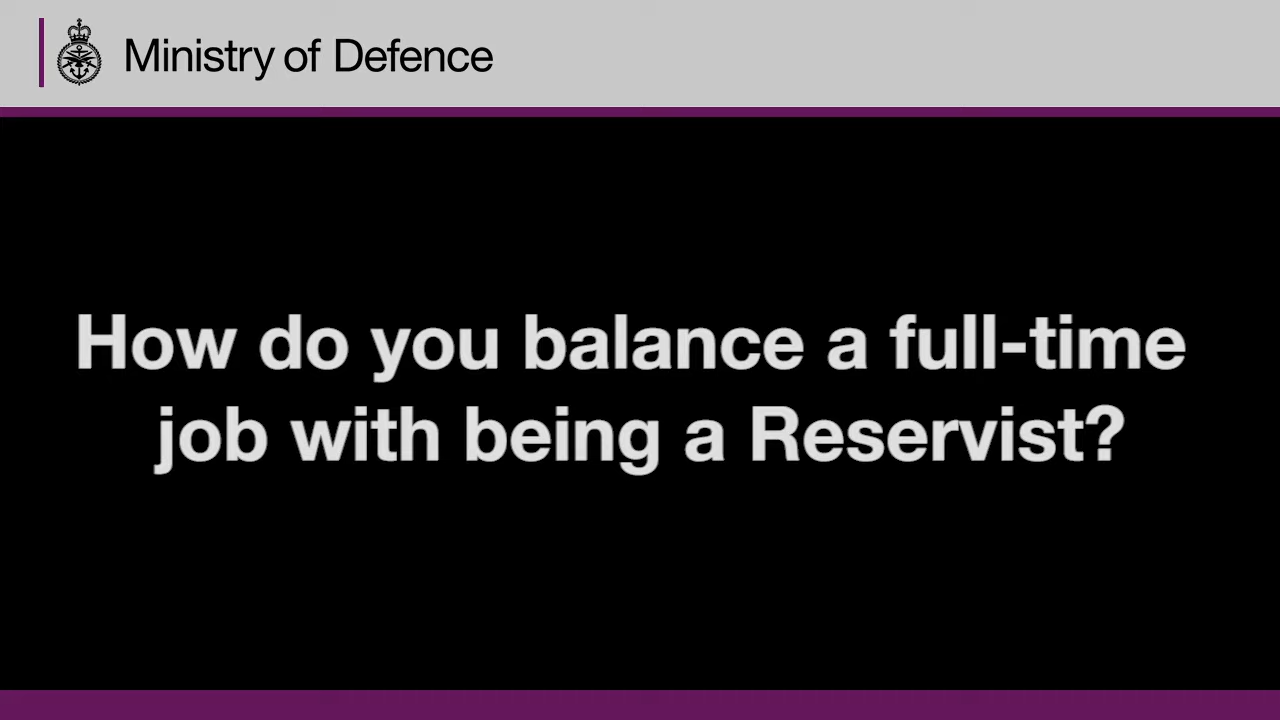 Ministry of Defence
How do you balance a full-time
job with being a Reservist?